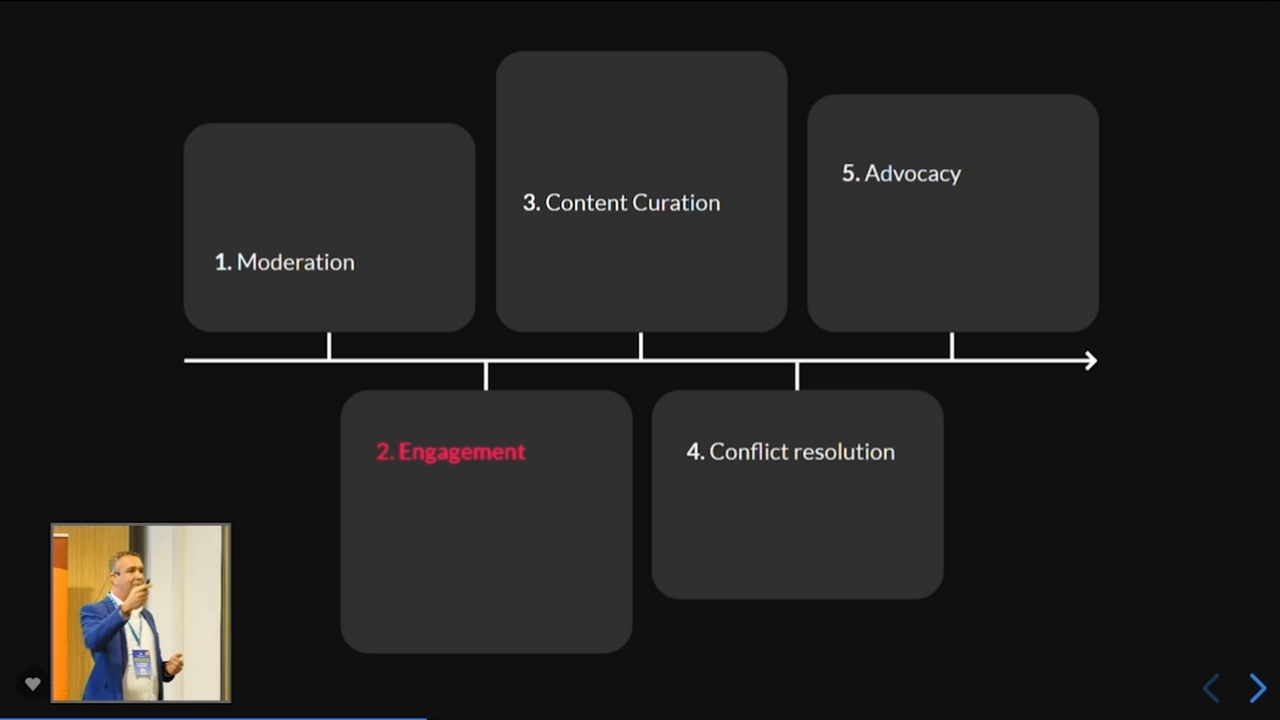 1. Moderation
2. Engagement
3. Content Curation
4. Conflict resolution
5. Advocacy